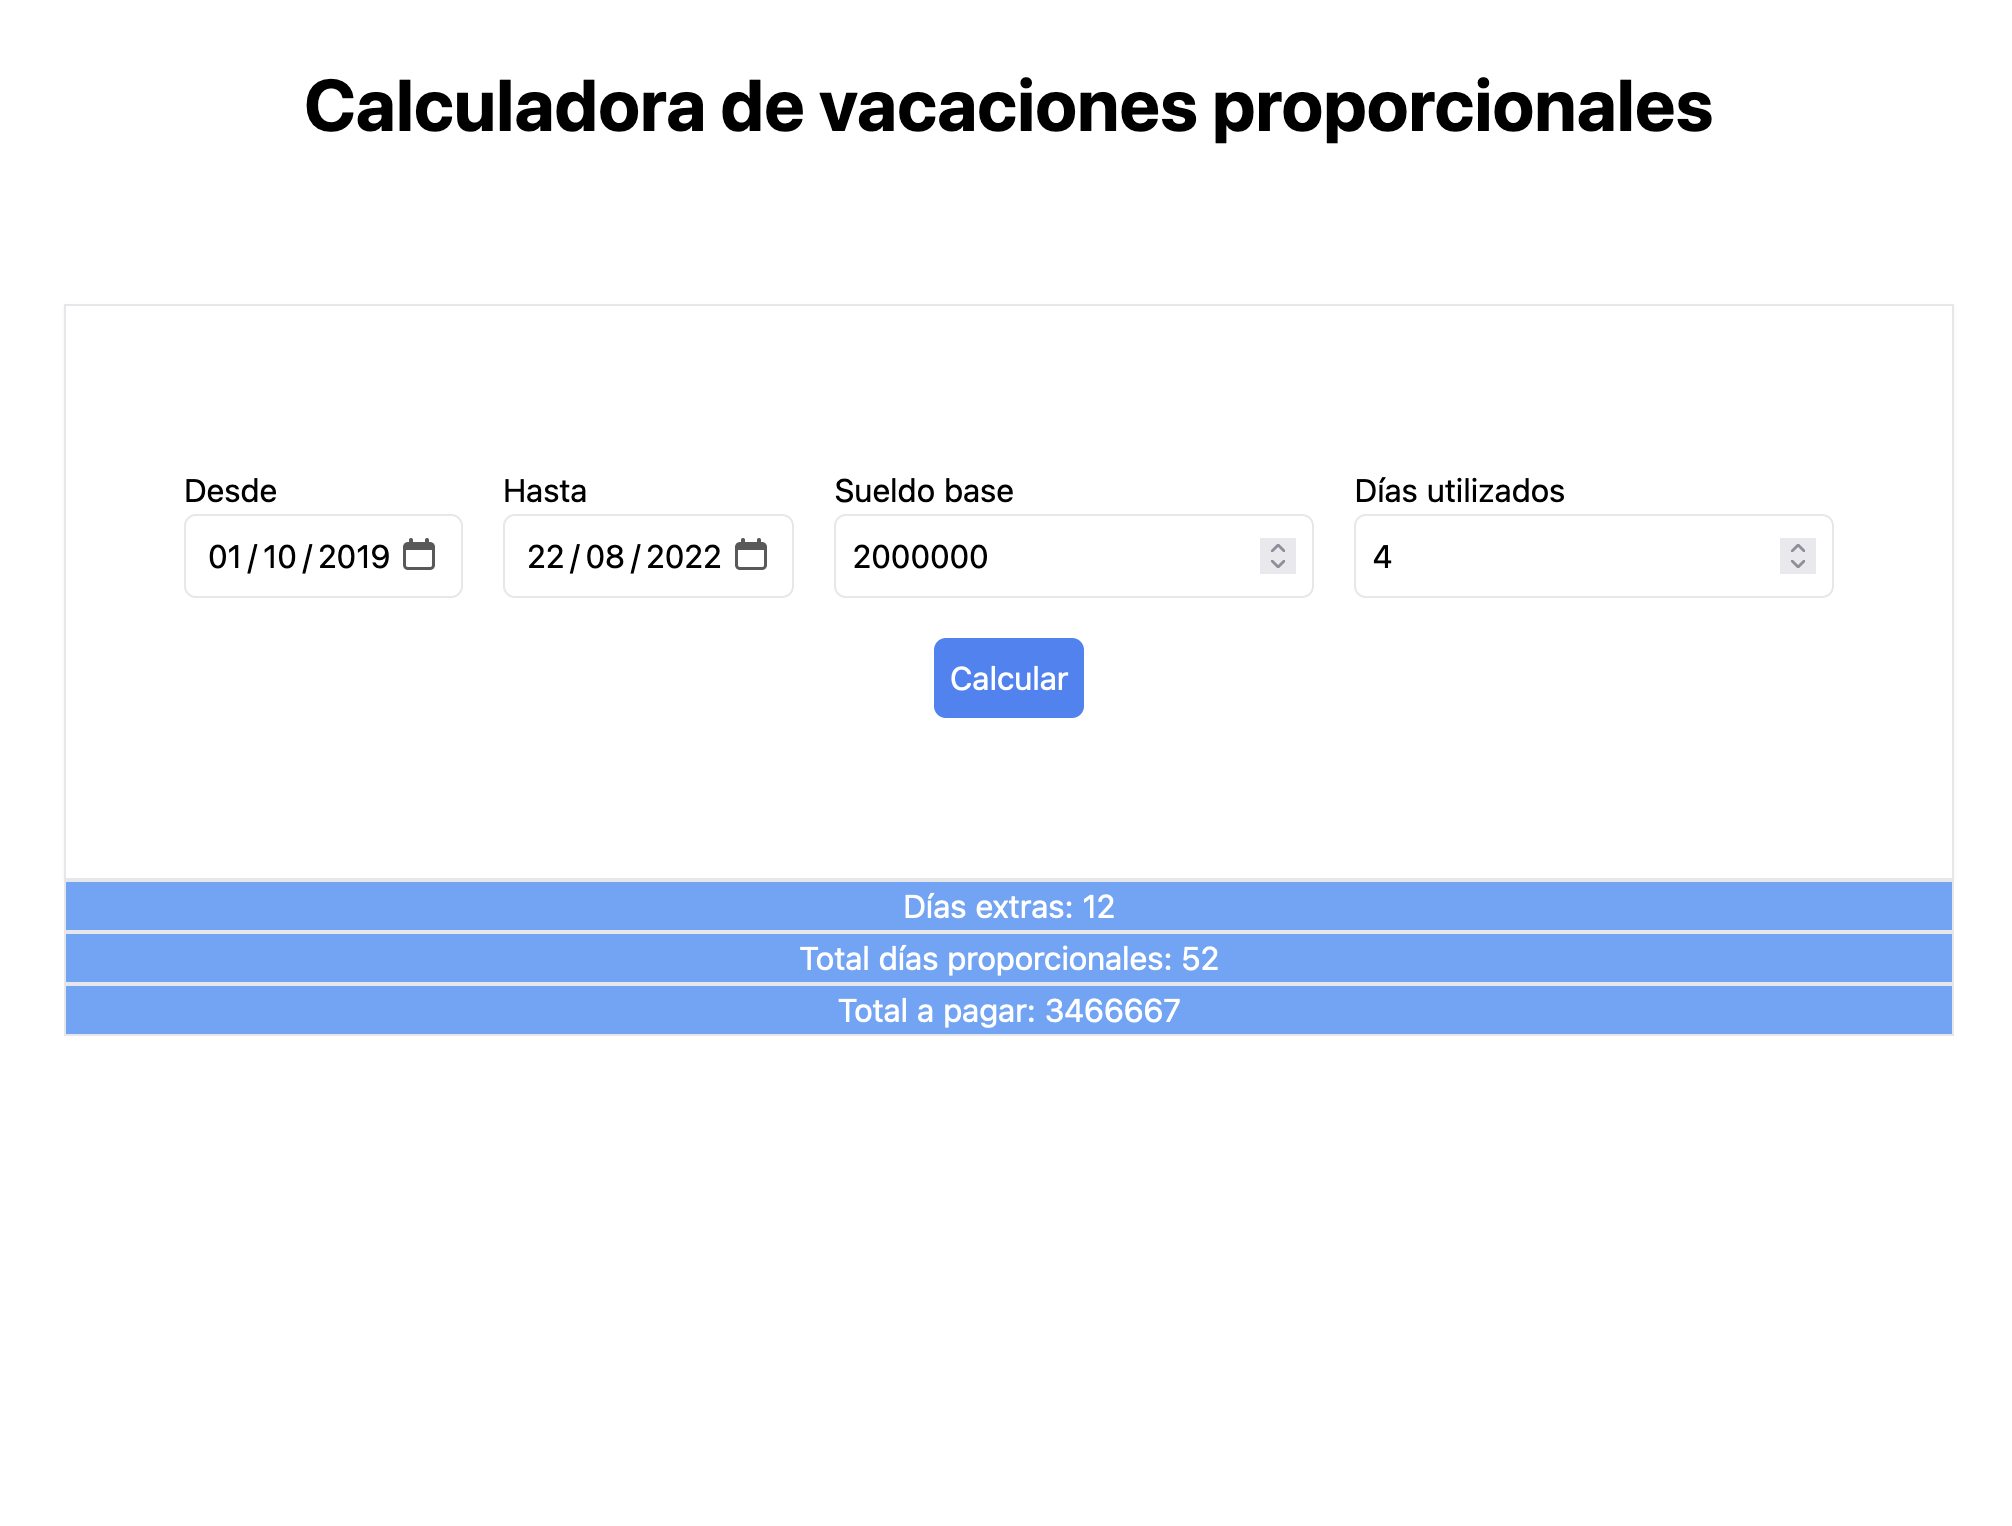 Calculadora de vacaciones proporcionales
Desde Hasta Sueldo base Días utilizados
01/10/2019 22/08/2022 2000000 4
Calcular
Días extras: 12
Total días proporcionales: 52
Total a pagar: 3466667